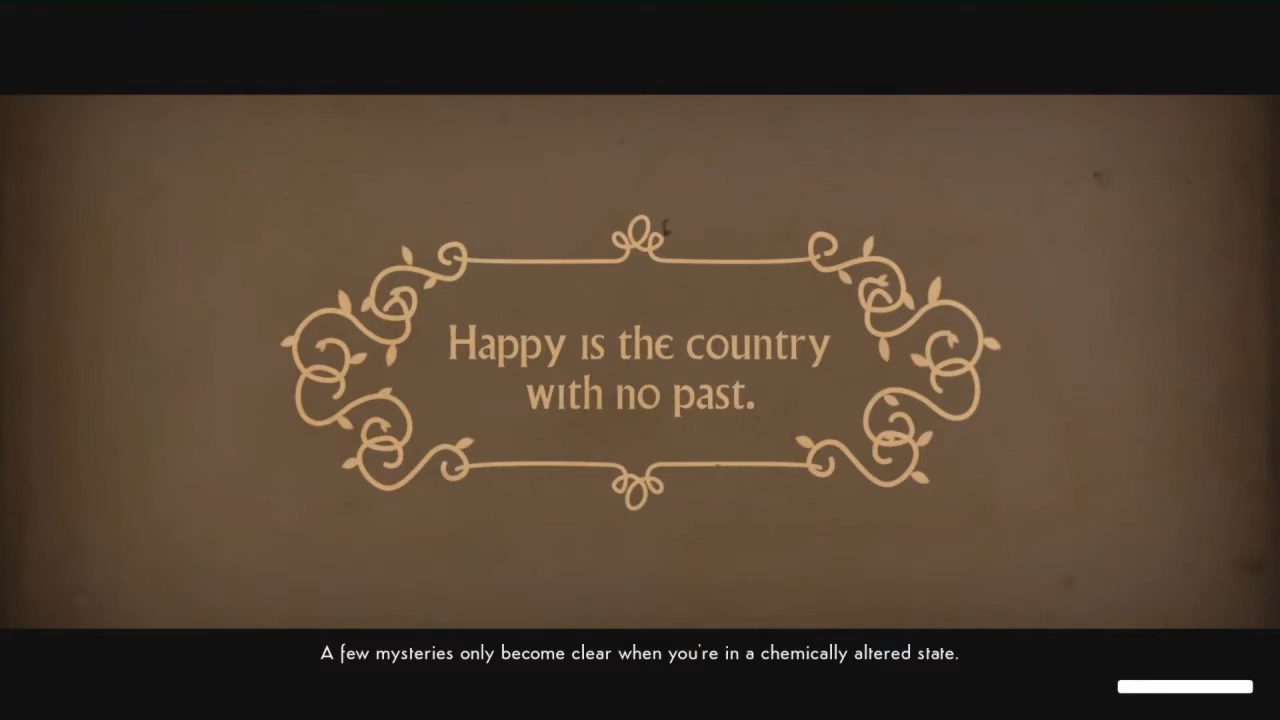 Happy is the country
with no past.
A few mysteries only become clear when you're in a chemically altered state.